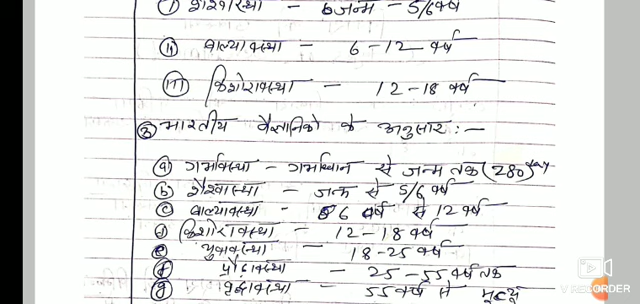 (i) शैशवावस्था - जन्म - 5/6 वर्ष
(ii) बाल्यावस्था - 6 - 12 वर्ष
(iii) किशोरावस्था - 12 - 18 वर्ष
③ भारतीय वैज्ञानिकों के अनुसार :-
(a) गर्भावस्था - गर्भाधान से जन्म तक (280) day
(b) शैशवास्था - जन्म से 5/6 वर्ष
(c) बाल्यावस्था - 6 वर्ष से 12 वर्ष
(d) किशोरावस्था - 12 - 18 वर्ष
(e) युवावस्था - 18 - 25 वर्ष
(f) प्रौढावस्था - 25 - 55 वर्ष तक
(g) वृद्धावस्था - 55 वर्ष से मृत्यु
V RECORDER